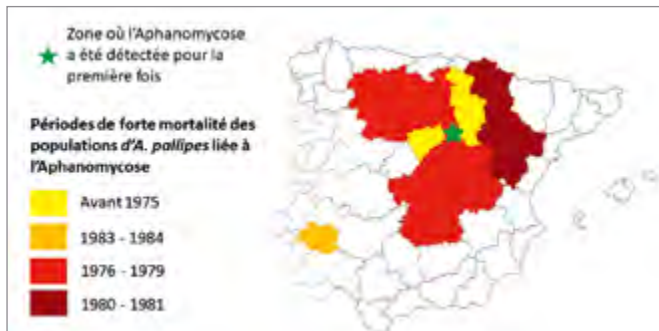 Zone où l'Aphanomycose
a été détectée pour la
première fois
Périodes de forte mortalité des
populations d'A. pallipes liée à
l'Aphanomycose
Avant 1975
1983 - 1984
1976 - 1979
1980 - 1981